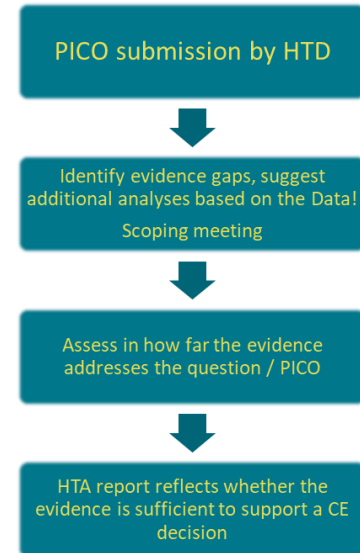 PICO submission by HTD
Identify evidence gaps, suggest
additional analyses based on the Data!
Scoping meeting
Assess in how far the evidence
addresses the question / PICO
HTA report reflects whether the
evidence is sufficient to support a CE
decision